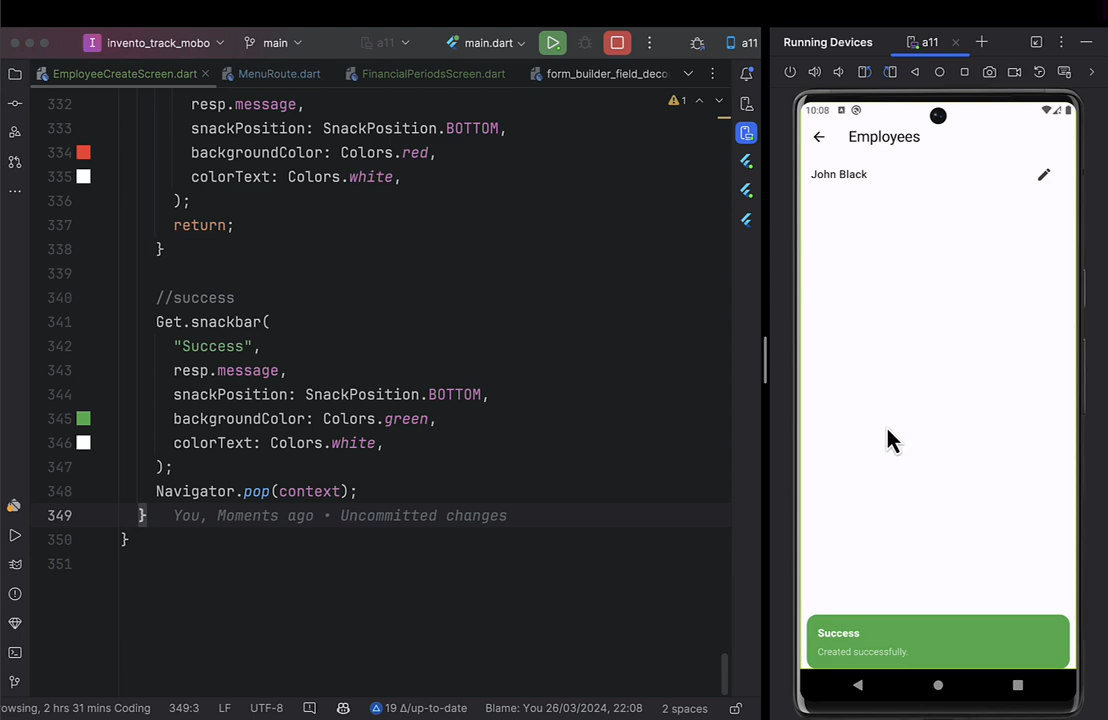 invento_track_mobo
main
a11
main.dart
a11
Running Devices
a11
EmployeeCreateScreen.dart
MenuRoute.dart
FinancialPeriodsScreen.dart
form_builder_field_deco
332 resp.message,
1
333 snackPosition: SnackPosition.BOTTOM,
334 backgroundColor: Colors.red,
335 colorText: Colors.white,
336 );
337 return;
338 }
339
340 //success
341 Get.snackbar(
342 "Success",
343 resp.message,
344 snackPosition: SnackPosition.BOTTOM,
345 backgroundColor: Colors.green,
346 colorText: Colors.white,
347 );
348 Navigator.pop(context);
349 } You, Moments ago • Uncommitted changes
350 }
351
owsing, 2 hrs 31 mins Coding
349:3
LF
UTF-8
19 Δ/up-to-date
Blame: You 26/03/2024, 22:08
2 spaces
10:08
Employees
John Black
Success
Created successfully.